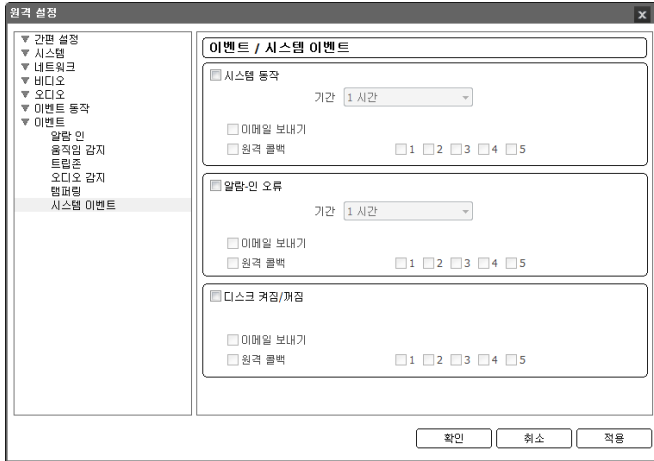 원격 설정
간편 설정
시스템
네트워크
비디오
오디오
이벤트 동작
이벤트
알람 인
움직임 감지
트립존
오디오 감지
탬퍼링
시스템 이벤트
이벤트 / 시스템 이벤트
시스템 동작
기간 1 시간
이메일 보내기
원격 콜백 1 2 3 4 5
알람-인 오류
기간 1 시간
이메일 보내기
원격 콜백 1 2 3 4 5
디스크 켜짐/꺼짐
이메일 보내기
원격 콜백 1 2 3 4 5
확인 취소 적용